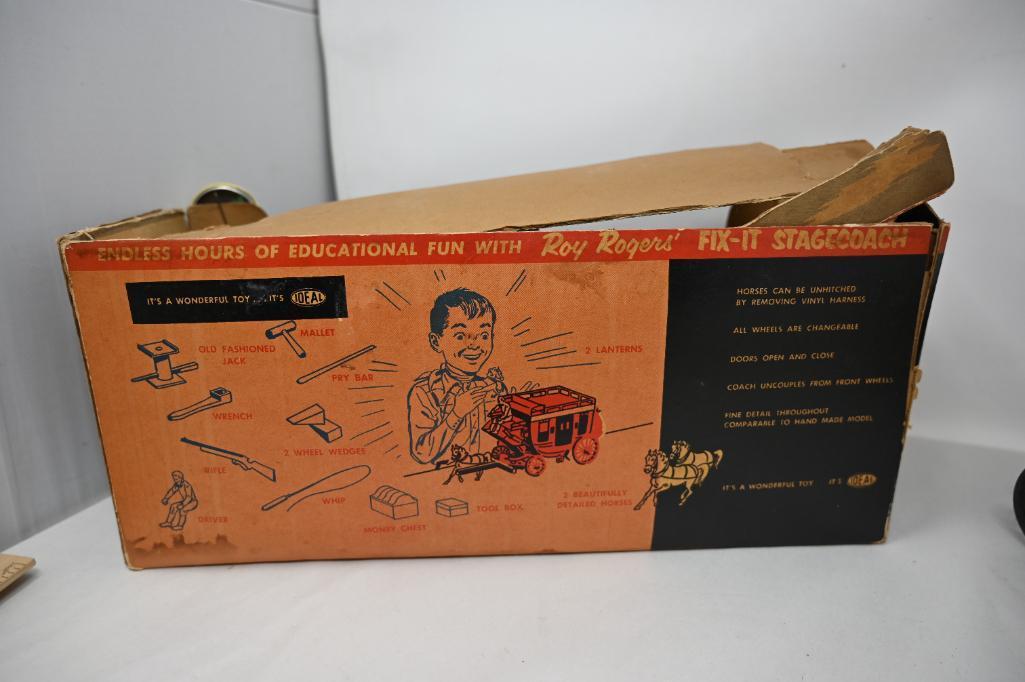 ENDLESS HOURS OF EDUCATIONAL FUN WITH Roy Rogers' FIX-IT STAGECOACH
IT'S A WONDERFUL TOY ... IT'S IDEAL
MALLET
OLD FASHIONED
JACK
PRY BAR
WRENCH
2 WHEEL WEDGES
RIFLE
WHIP
DRIVER
MONEY CHEST
TOOL BOX
2 LANTERNS
2 BEAUTIFULLY
DETAILED HORSES
HORSES CAN BE UNHITCHED
BY REMOVING VINYL HARNESS
ALL WHEELS ARE CHANGEABLE
DOORS OPEN AND CLOSE
COACH UNCOUPLES FROM FRONT WHEELS
FINE DETAIL THROUGHOUT
COMPARABLE TO HAND MADE MODEL
IT'S A WONDERFUL TOY IT'S IDEAL